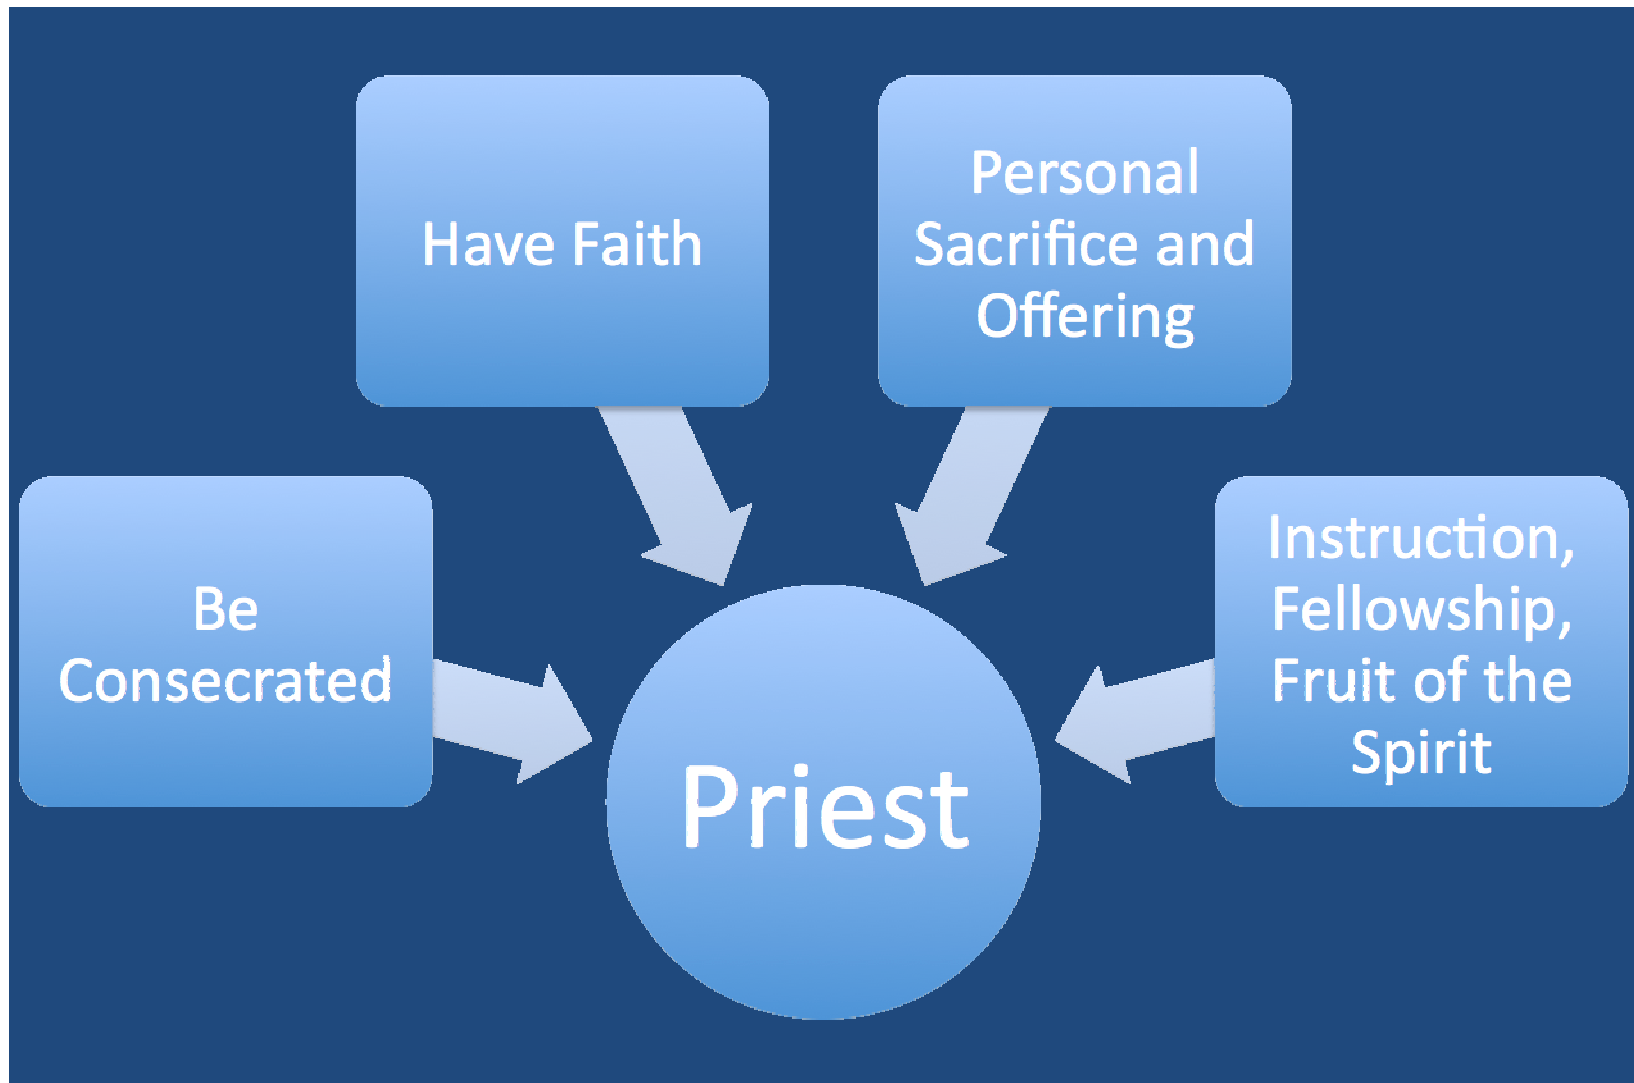 Have Faith
Personal
Sacrifice and
Offering
Be
Consecrated
Instruction,
Fellowship,
Fruit of the
Spirit
Priest